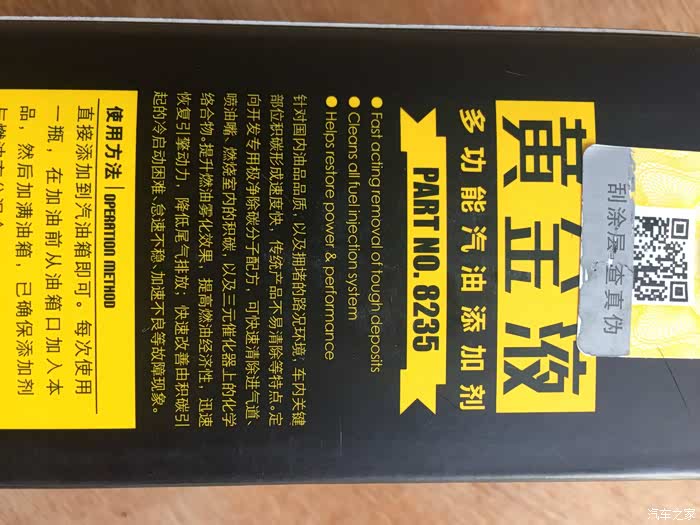 刮涂层 查真伪
黄金液
多功能汽油添加剂
PART NO. 8235
● Fast acting removal of tough deposits
● Cleans all fuel injection system
● Helps restore power & performance
针对国内油品品质，以及拥堵的路况环境；车内关键
部位积碳形成速度快，传统产品不易清除等特点。定
向开发专用极净除碳分子配方，可快速清除进气道、
喷油嘴、燃烧室内的积碳，以及三元催化器上的化学
络合物。提升燃油雾化效果，提高燃油经济性，迅速
恢复引擎动力，降低尾气排放；快速改善由积碳引
起的冷启动困难、怠速不稳、加速不良等故障现象。
使用方法 | OPERATION METHOD
直接添加到汽油箱即可。每次使用
一瓶，在加油前从油箱口加入本
品，然后加满油箱，已确保添加剂
汽车之家